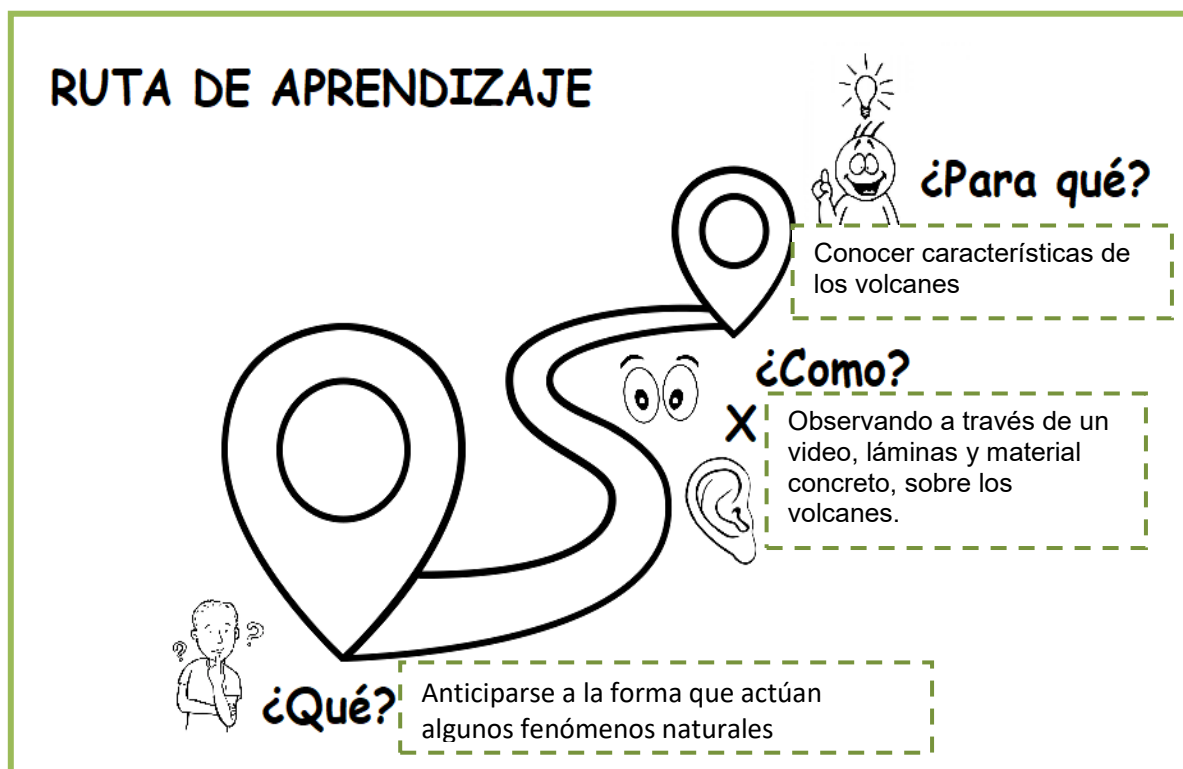 RUTA DE APRENDIZAJE
¿Para qué?
Conocer características de
los volcanes
¿Como?
X
Observando a través de un
video, láminas y material
concreto, sobre los
volcanes.
¿Qué?
Anticiparse a la forma que actúan
algunos fenómenos naturales